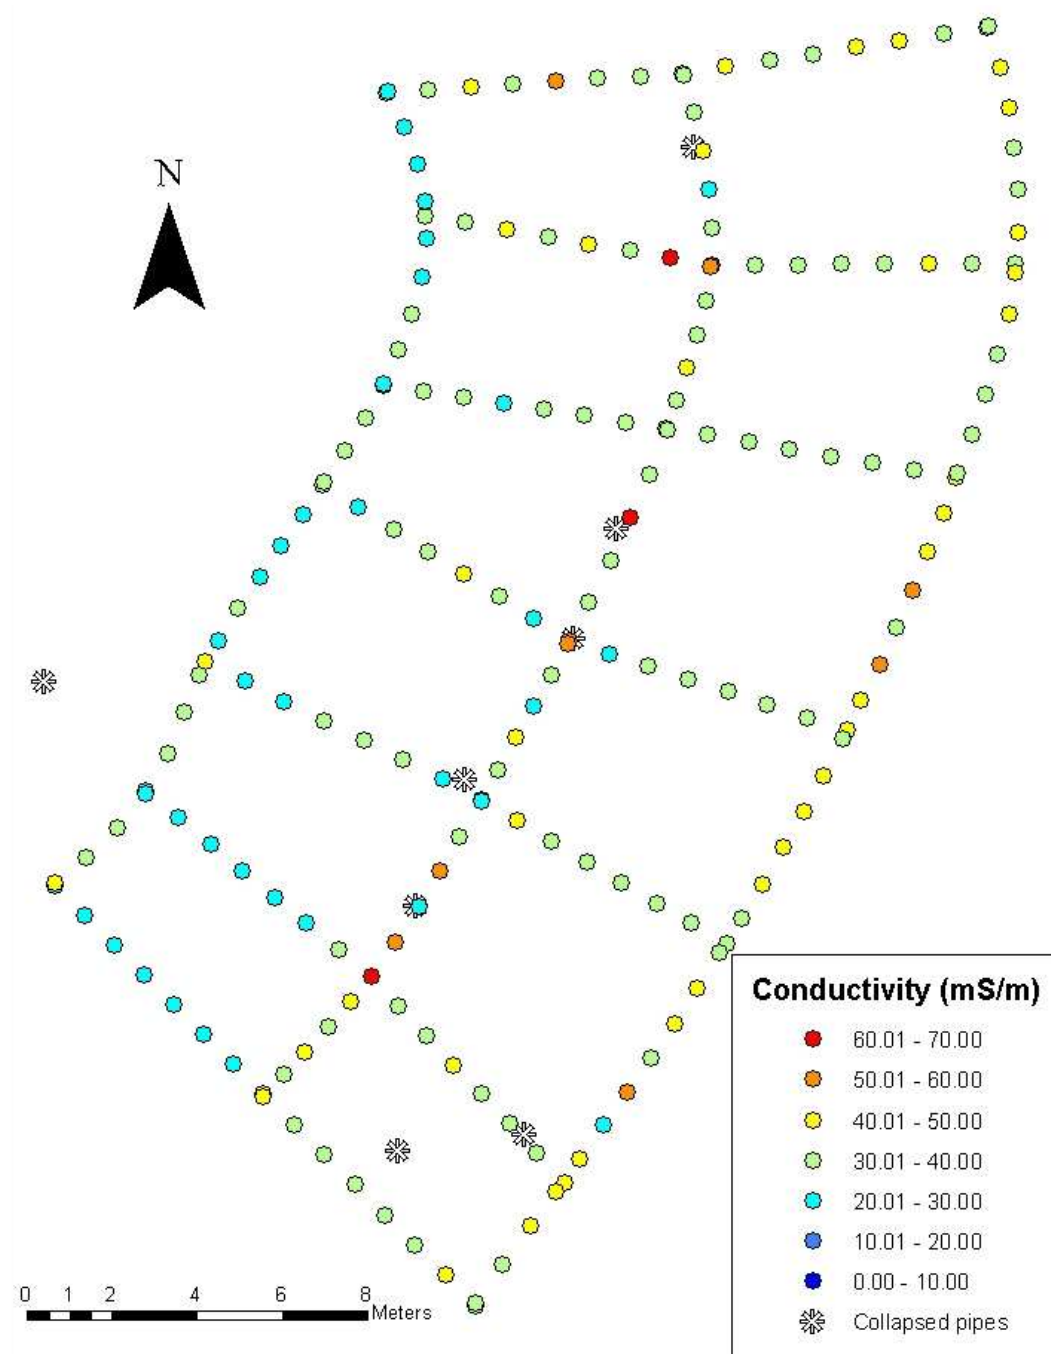 N
Conductivity (mS/m)
60.01 - 70.00
50.01 - 60.00
40.01 - 50.00
30.01 - 40.00
20.01 - 30.00
10.01 - 20.00
0.00 - 10.00
Collapsed pipes
0 1 2 4 6 8
Meters